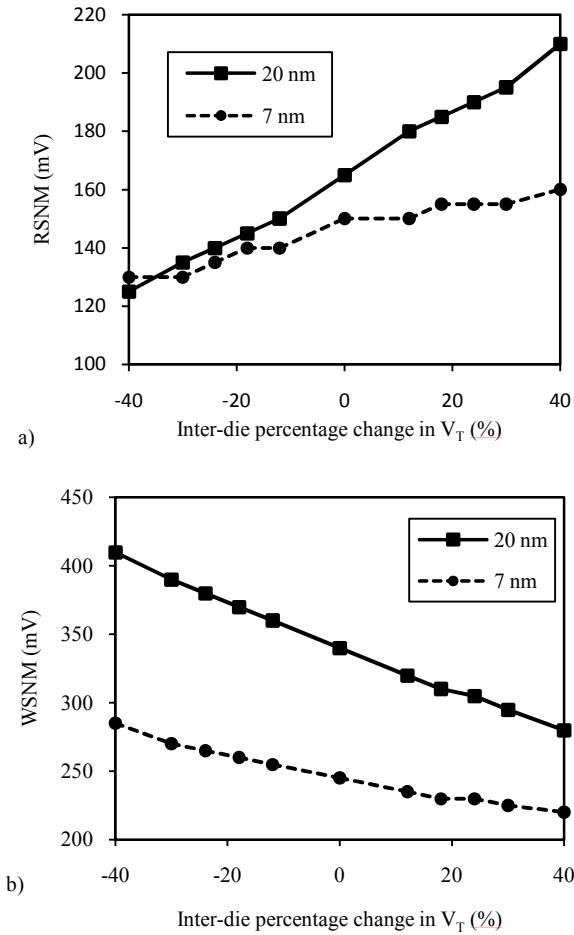 220
200
180
160
140
120
100
RSNM (mV)
20 nm
7 nm
-40 -20 0 20 40
Inter-die percentage change in VT (%)
a)
450
400
350
300
250
200
WSNM (mV)
20 nm
7 nm
-40 -20 0 20 40
b)
Inter-die percentage change in VT (%)